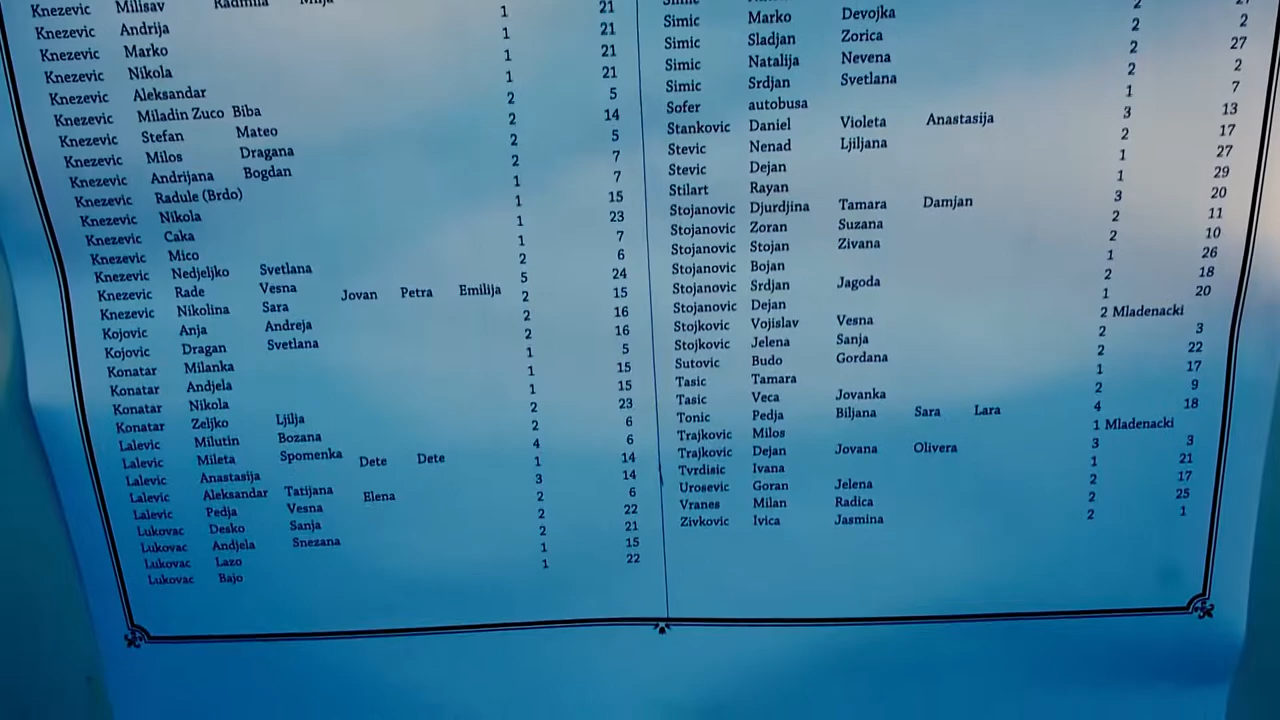 Knezevic Milisav Radmila
Knezevic Andrija 1 21
Knezevic Marko 1 21
Knezevic Nikola 1 21
Knezevic Aleksandar 1 21
Knezevic Miladin Zuco Biba 2 5
Knezevic Stefan Mateo 2 14
Knezevic Milos Dragana 2 5
Knezevic Andrijana Bogdan 2 7
Knezevic Radule (Brdo) 1 7
Knezevic Nikola 1 15
Knezevic Caka 1 23
Knezevic Mico 1 7
Knezevic Nedjeljko Svetlana 2 6
Knezevic Rade Vesna Jovan Petra Emilija 5 24
Knezevic Nikolina Sara 2 15
Kojovic Anja Andreja 2 16
Kojovic Dragan Svetlana 2 16
Konatar Milanka 1 5
Konatar Andjela 1 15
Konatar Nikola 1 15
Konatar Zeljko Ljilja 2 23
Lalevic Milutin Bozana 2 6
Lalevic Mileta Spomenka Dete Dete 4 6
Lalevic Anastasija 1 14
Lalevic Aleksandar Tatijana Elena 3 14
Lalevic Pedja Vesna 2 6
Lukovac Desko Sanja 2 22
Lukovac Andjela Snezana 2 21
Lukovac Lazo 1 15
Lukovac Bajo 1 22
Simic Marko Devojka 2
Simic Sladjan Zorica 2 2
Simic Natalija Nevena 2 27
Simic Srdjan Svetlana 2 2
Sofer autobusa 1 7
Stankovic Daniel Violeta Anastasija 3 13
Stevic Nenad Ljiljana 2 17
Stevic Dejan 1 27
Stilart Rayan 1 29
Stojanovic Djurdjina Tamara Damjan 3 20
Stojanovic Zoran Suzana 2 11
Stojanovic Stojan Zivana 2 10
Stojanovic Bojan 1 26
Stojanovic Srdjan Jagoda 2 18
Stojanovic Dejan 1 20
Stojkovic Vojislav Vesna 2 Mladenacki
Stojkovic Jelena Sanja 2 3
Sutovic Budo Gordana 2 22
Tasic Tamara 1 17
Tasic Veca Jovanka 2 9
Tonic Pedja Biljana Sara Lara 4 18
Trajkovic Milos 1 Mladenacki
Trajkovic Dejan Jovana Olivera 3 3
Tvrdisic Ivana 1 21
Urosevic Goran Jelena 2 17
Vranes Milan Radica 2 25
Zivkovic Ivica Jasmina 2 1